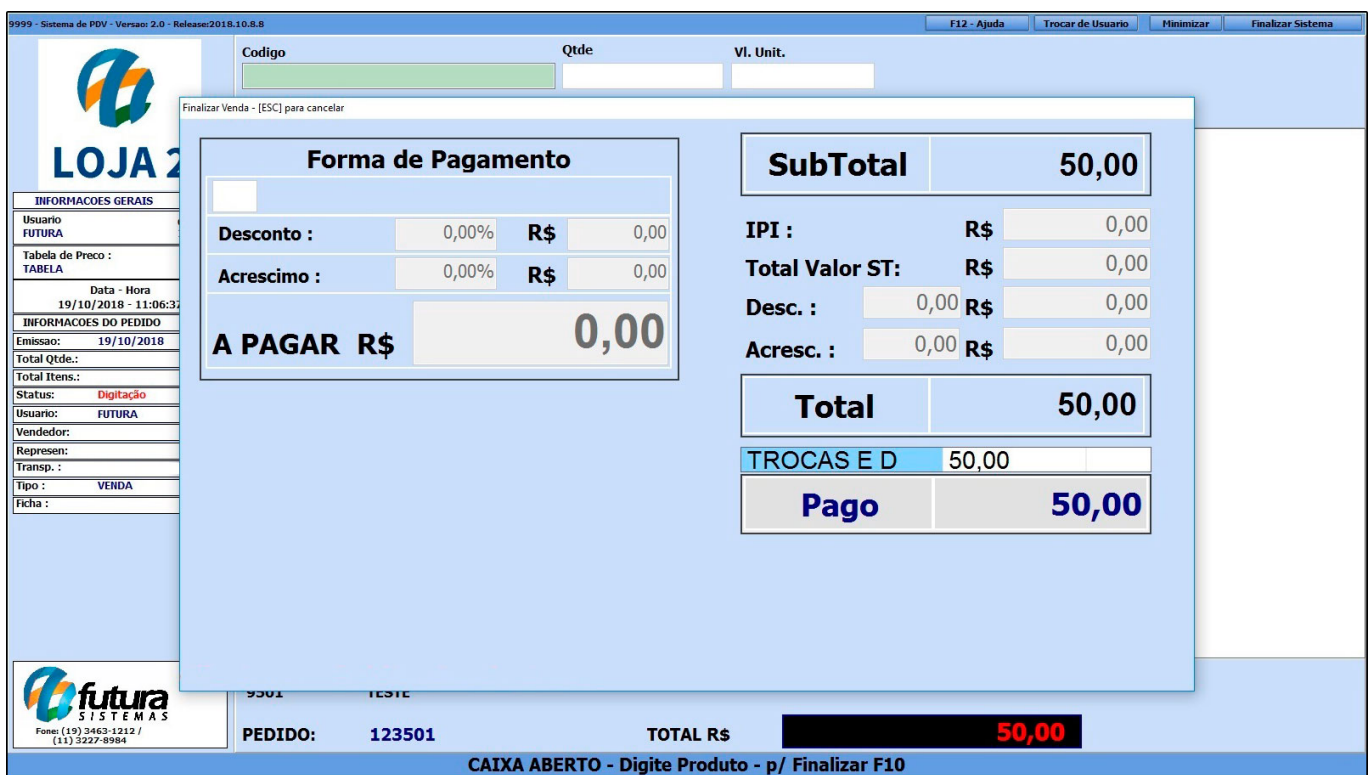 9999 - Sistema de PDV - Versao: 2.0 - Release:2018.10.8.8 F12 - Ajuda Trocar de Usuario Minimizar Finalizar Sistema
Codigo Qtde Vl. Unit.
LOJA 2
Finalizar Venda - [ESC] para cancelar
Forma de Pagamento
Desconto : 0,00% R$ 0,00
Acrescimo : 0,00% R$ 0,00
A PAGAR R$ 0,00
SubTotal 50,00
IPI : R$ 0,00
Total Valor ST: R$ 0,00
Desc. : 0,00 R$ 0,00
Acresc. : 0,00 R$ 0,00
Total 50,00
TROCAS E D 50,00
Pago 50,00
INFORMACOES GERAIS
Usuario
FUTURA
Tabela de Preco :
TABELA
Data - Hora
19/10/2018 - 11:06:32
INFORMACOES DO PEDIDO
Emissao: 19/10/2018
Total Qtde.:
Total Itens.:
Status: Digitação
Usuario: FUTURA
Vendedor:
Represen:
Transp. :
Tipo : VENDA
Ficha :
futura
SISTEMAS
Fone: (19) 3463-1212 /
(11) 3227-8984
9501 TESTE
PEDIDO: 123501 TOTAL R$ 50,00
CAIXA ABERTO - Digite Produto - p/ Finalizar F10